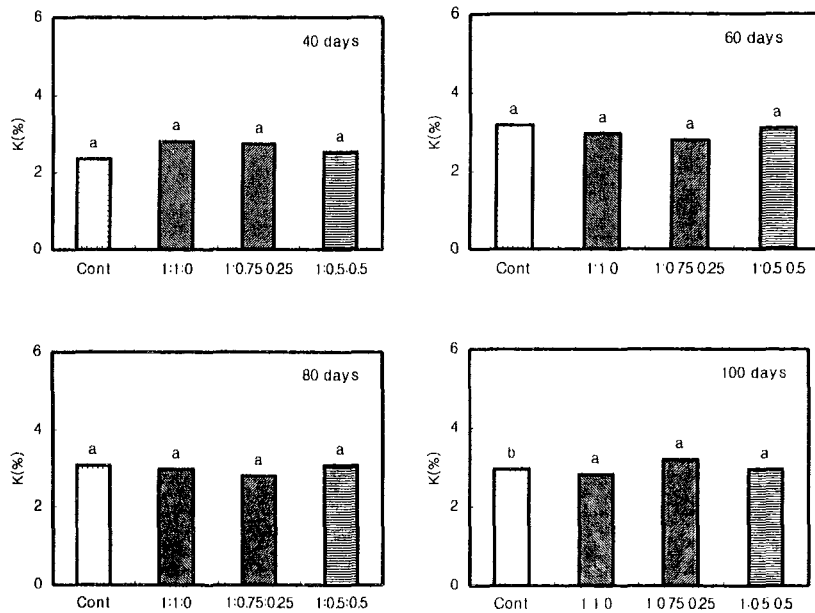 40 days
6
4
2
0
K(%)
a a a a
Cont 1:1:0 1:0.75:0.25 1:0.5:0.5
60 days
6
4
2
0
K(%)
a a a a
Cont 1:1 0 1:0 75 0.25 1:0.5 0.5
80 days
6
4
2
0
K(%)
a a a a
Cont 1:1:0 1:0.75:0.25 1:0.5:0.5
100 days
6
4
2
0
K(%)
b a a a
Cont 1 1 0 1 0 75 0.25 1 0 5 0.5